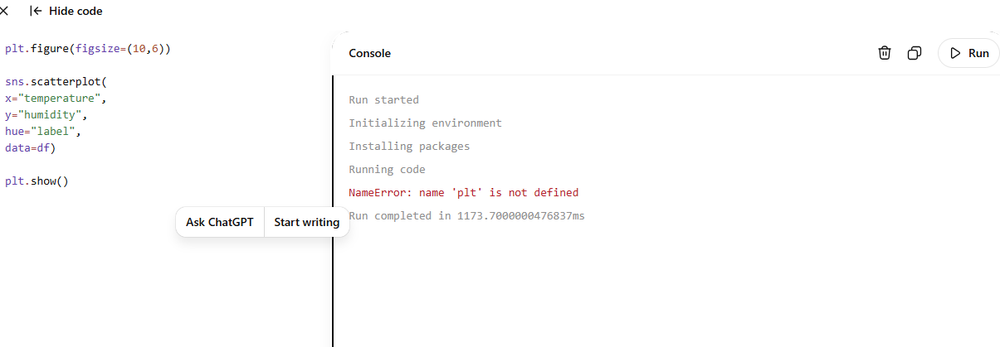 Hide code
plt.figure(figsize=(10,6))
sns.scatterplot(
x="temperature",
y="humidity",
hue="label",
data=df)
plt.show()
Ask ChatGPT
Start writing
Console
Run
Run started
Initializing environment
Installing packages
Running code
NameError: name 'plt' is not defined
Run completed in 1173.7000000476837ms